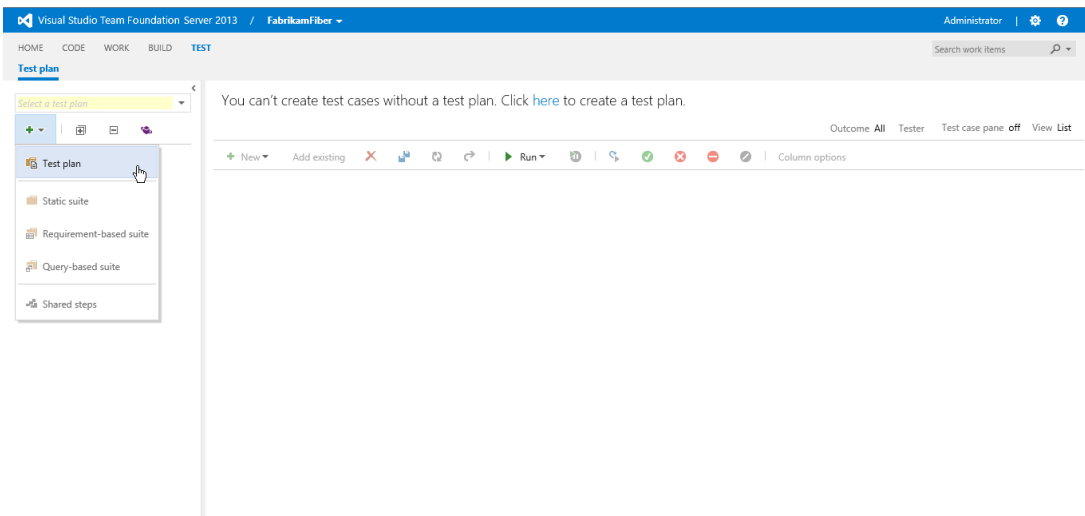 Visual Studio Team Foundation Server 2013 / FabrikamFiber
Administrator |
HOME CODE WORK BUILD TEST
Search work items
Test plan
Select a test plan
You can't create test cases without a test plan. Click here to create a test plan.
Outcome All Tester Test case pane off View List
New Add existing Run Column options
Test plan
Static suite
Requirement-based suite
Query-based suite
Shared steps